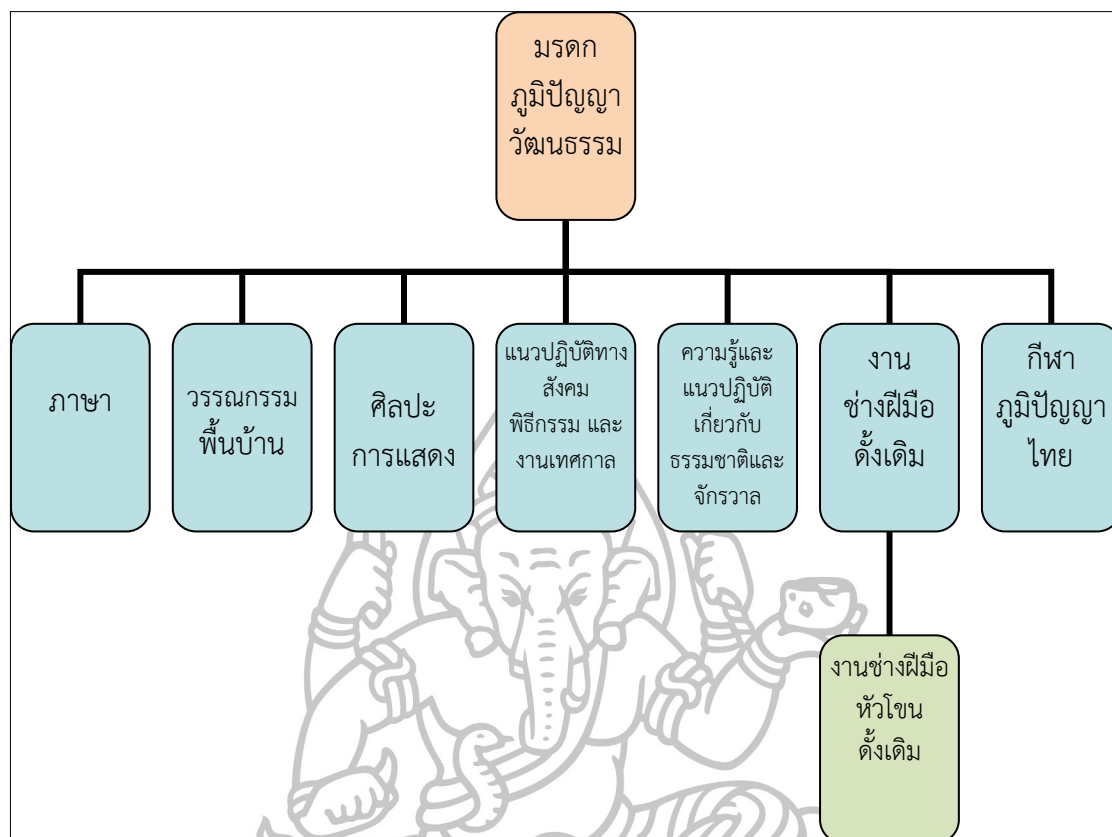 มรดก
ภูมิปัญญา
วัฒนธรรม
ภาษา
วรรณกรรม
พื้นบ้าน
ศิลปะ
การแสดง
แนวปฏิบัติทาง
สังคม
พิธีกรรม และ
งานเทศกาล
ความรู้และ
แนวปฏิบัติ
เกี่ยวกับ
ธรรมชาติและ
จักรวาล
งาน
ช่างฝีมือ
ดั้งเดิม
กีฬา
ภูมิปัญญา
ไทย
งานช่างฝีมือ
หัวโขน
ดั้งเดิม